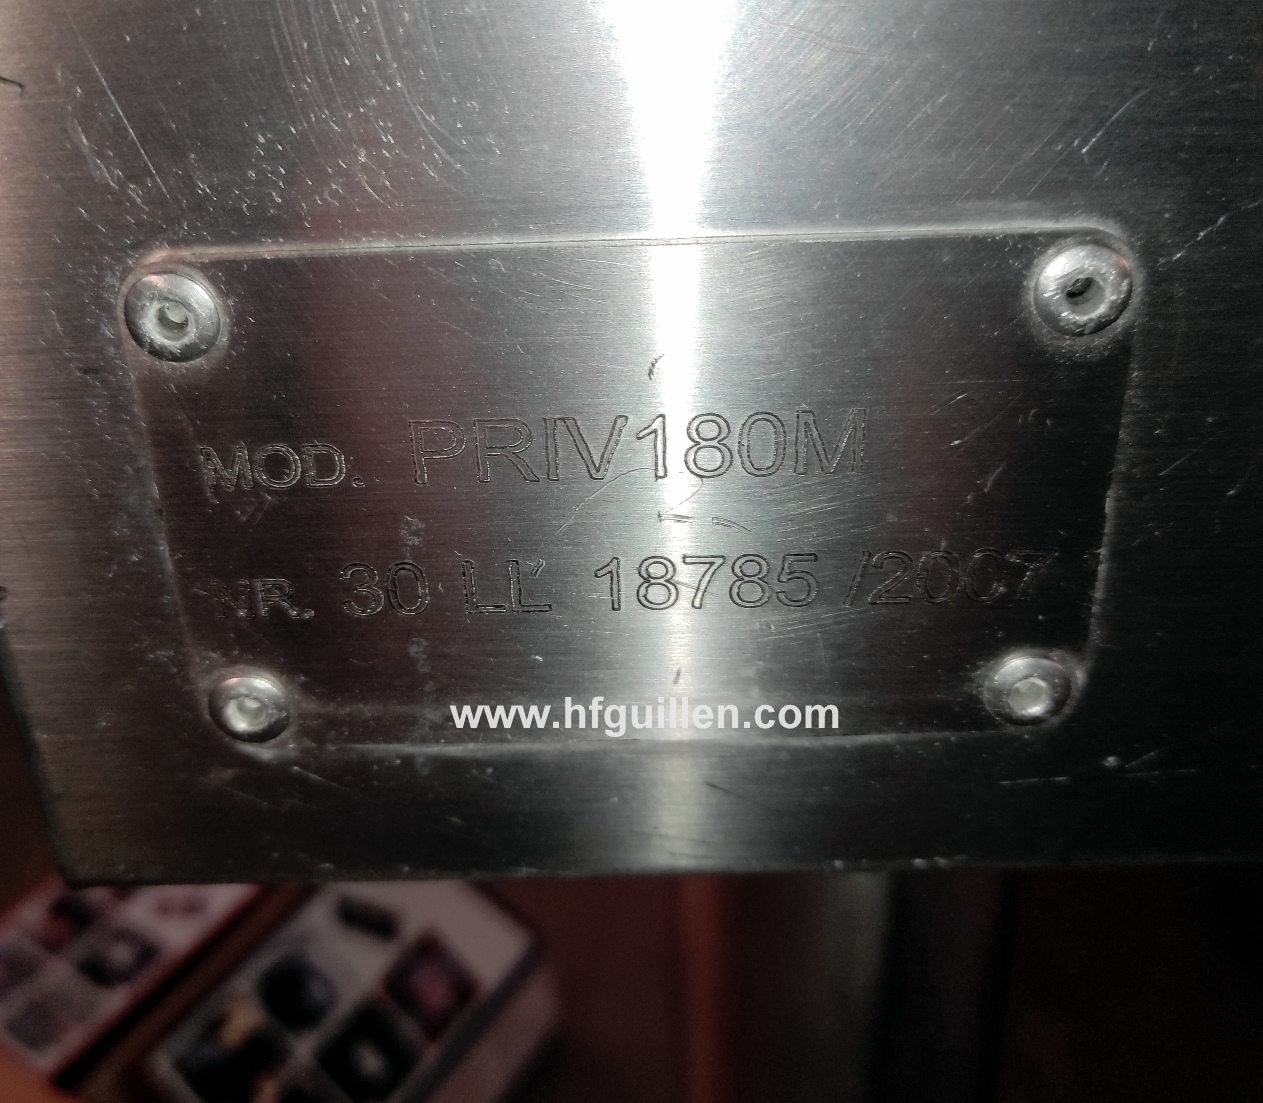 MOD. PRIV180M
NR. 30 LL 18785 /2007
www.hfguillen.com